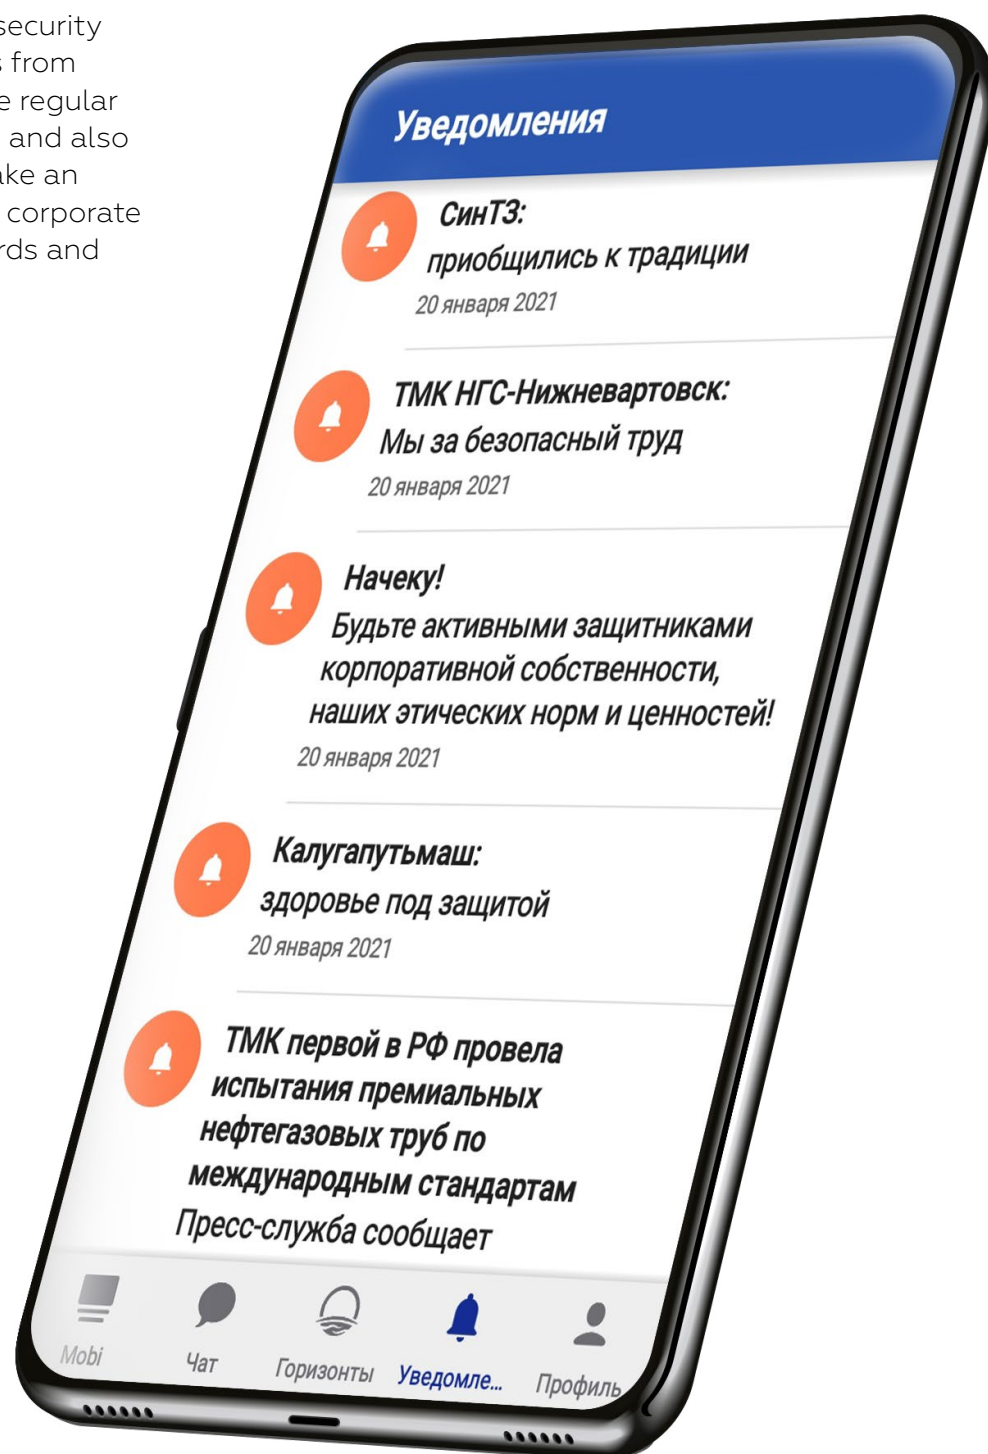 security
s from
e regular
and also
ake an
corporate
rds and
Уведомления
СинТЗ:
приобщились к традиции
20 января 2021
ТМК НГС-Нижневартовск:
Мы за безопасный труд
20 января 2021
Начеку!
Будьте активными защитниками
корпоративной собственности,
наших этических норм и ценностей!
20 января 2021
Калугапутьмаш:
здоровье под защитой
20 января 2021
ТМК первой в РФ провела
испытания премиальных
нефтегазовых труб по
международным стандартам
Пресс-служба сообщает
Mobi
Чат
Горизонты
Уведомле...
Профиль